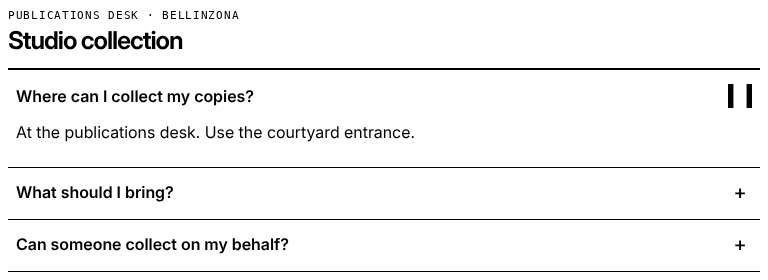 PUBLICATIONS DESK · BELLINZONA
Studio collection
Where can I collect my copies?
At the publications desk. Use the courtyard entrance.
What should I bring? +
Can someone collect on my behalf? +